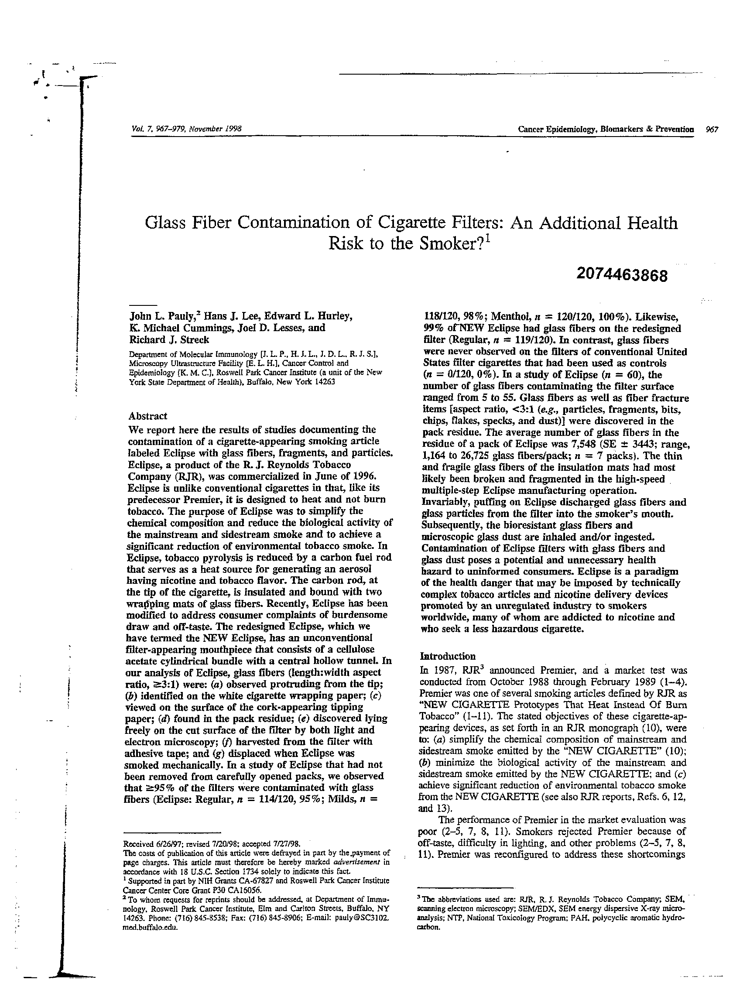 Vol. 7, 967–979, November 1998
Cancer Epidemiology, Biomarkers & Prevention 967
Glass Fiber Contamination of Cigarette Filters: An Additional Health
Risk to the Smoker?¹
2074463868
John L. Pauly,² Hans J. Lee, Edward L. Hurley,
K. Michael Cummings, Joel D. Lesses, and
Richard J. Streck
Department of Molecular Immunology [J. L. P., H. J. L., J. D. L., R. J. S.],
Microscopy Ultrastructure Facility [E. L. H.], Cancer Control and
Epidemiology [K. M. C.], Roswell Park Cancer Institute (a unit of the New
York State Department of Health), Buffalo, New York 14263
Abstract
We report here the results of studies documenting the
contamination of a cigarette-appearing smoking article
labeled Eclipse with glass fibers, fragments, and particles.
Eclipse, a product of the R. J. Reynolds Tobacco
Company (RJR), was commercialized in June of 1996.
Eclipse is unlike conventional cigarettes in that, like its
predecessor Premier, it is designed to heat and not burn
tobacco. The purpose of Eclipse was to simplify the
chemical composition and reduce the biological activity of
the mainstream and sidestream smoke and to achieve a
significant reduction of environmental tobacco smoke. In
Eclipse, tobacco pyrolysis is reduced by a carbon fuel rod
that serves as a heat source for generating an aerosol
having nicotine and tobacco flavor. The carbon rod, at
the tip of the cigarette, is insulated and bound with two
wrapping mats of glass fibers. Recently, Eclipse has been
modified to address consumer complaints of burdensome
draw and off-taste. The redesigned Eclipse, which we
have termed the NEW Eclipse, has an unconventional
filter-appearing mouthpiece that consists of a cellulose
acetate cylindrical bundle with a central hollow tunnel. In
our analysis of Eclipse, glass fibers (length:width aspect
ratio, ≥3:1) were: (a) observed protruding from the tip;
(b) identified on the white cigarette wrapping paper; (c)
viewed on the surface of the cork-appearing tipping
paper; (d) found in the pack residue; (e) discovered lying
freely on the cut surface of the filter by both light and
electron microscopy; (f) harvested from the filter with
adhesive tape; and (g) displaced when Eclipse was
smoked mechanically. In a study of Eclipse that had not
been removed from carefully opened packs, we observed
that ≥95% of the filters were contaminated with glass
fibers (Eclipse: Regular, n = 114/120, 95%; Milds, n =
Received 6/26/97; revised 7/20/98; accepted 7/27/98.
The costs of publication of this article were defrayed in part by the payment of
page charges. This article must therefore be hereby marked advertisement in
accordance with 18 U.S.C. Section 1734 solely to indicate this fact.
¹ Supported in part by NIH Grants CA-67827 and Roswell Park Cancer Institute
Cancer Center Core Grant P30 CA16056.
² To whom requests for reprints should be addressed, at Department of Immu-
nology, Roswell Park Cancer Institute, Elm and Carlton Streets, Buffalo, NY
14263. Phone: (716) 845-8538; Fax: (716) 845-8906; E-mail: pauly@SC3102.
med.buffalo.edu.
118/120, 98%; Menthol, n = 120/120, 100%). Likewise,
99% of NEW Eclipse had glass fibers on the redesigned
filter (Regular, n = 119/120). In contrast, glass fibers
were never observed on the filters of conventional United
States filter cigarettes that had been used as controls
(n = 0/120, 0%). In a study of Eclipse (n = 60), the
number of glass fibers contaminating the filter surface
ranged from 5 to 55. Glass fibers as well as fiber fracture
items [aspect ratio, <3:1 (e.g., particles, fragments, bits,
chips, flakes, specks, and dust)] were discovered in the
pack residue. The average number of glass fibers in the
residue of a pack of Eclipse was 7,548 (SE ± 3443; range,
1,164 to 26,725 glass fibers/pack; n = 7 packs). The thin
and fragile glass fibers of the insulation mats had most
likely been broken and fragmented in the high-speed
multiple-step Eclipse manufacturing operation.
Invariably, puffing on Eclipse discharged glass fibers and
glass particles from the filter into the smoker's mouth.
Subsequently, the bioresistant glass fibers and
microscopic glass dust are inhaled and/or ingested.
Contamination of Eclipse filters with glass fibers and
glass dust poses a potential and unnecessary health
hazard to uninformed consumers. Eclipse is a paradigm
of the health danger that may be imposed by technically
complex tobacco articles and nicotine delivery devices
promoted by an unregulated industry to smokers
worldwide, many of whom are addicted to nicotine and
who seek a less hazardous cigarette.
Introduction
In 1987, RJR³ announced Premier, and a market test was
conducted from October 1988 through February 1989 (1–4).
Premier was one of several smoking articles defined by RJR as
"NEW CIGARETTE Prototypes That Heat Instead Of Burn
Tobacco" (1–11). The stated objectives of these cigarette-ap-
pearing devices, as set forth in an RJR monograph (10), were
to: (a) simplify the chemical composition of mainstream and
sidestream smoke emitted by the "NEW CIGARETTE" (10);
(b) minimize the biological activity of the mainstream and
sidestream smoke emitted by the NEW CIGARETTE; and (c)
achieve significant reduction of environmental tobacco smoke
from the NEW CIGARETTE (see also RJR reports, Refs. 6, 12,
and 13).
The performance of Premier in the market evaluation was
poor (2–5, 7, 8, 11). Smokers rejected Premier because of
off-taste, difficulty in lighting, and other problems (2–5, 7, 8,
11). Premier was reconfigured to address these shortcomings
³ The abbreviations used are: RJR, R. J. Reynolds Tobacco Company; SEM,
scanning electron microscopy; SEM/EDX, SEM energy dispersive X-ray micro-
analysis; NTP, National Toxicology Program; PAH, polycyclic aromatic hydro-
carbon.